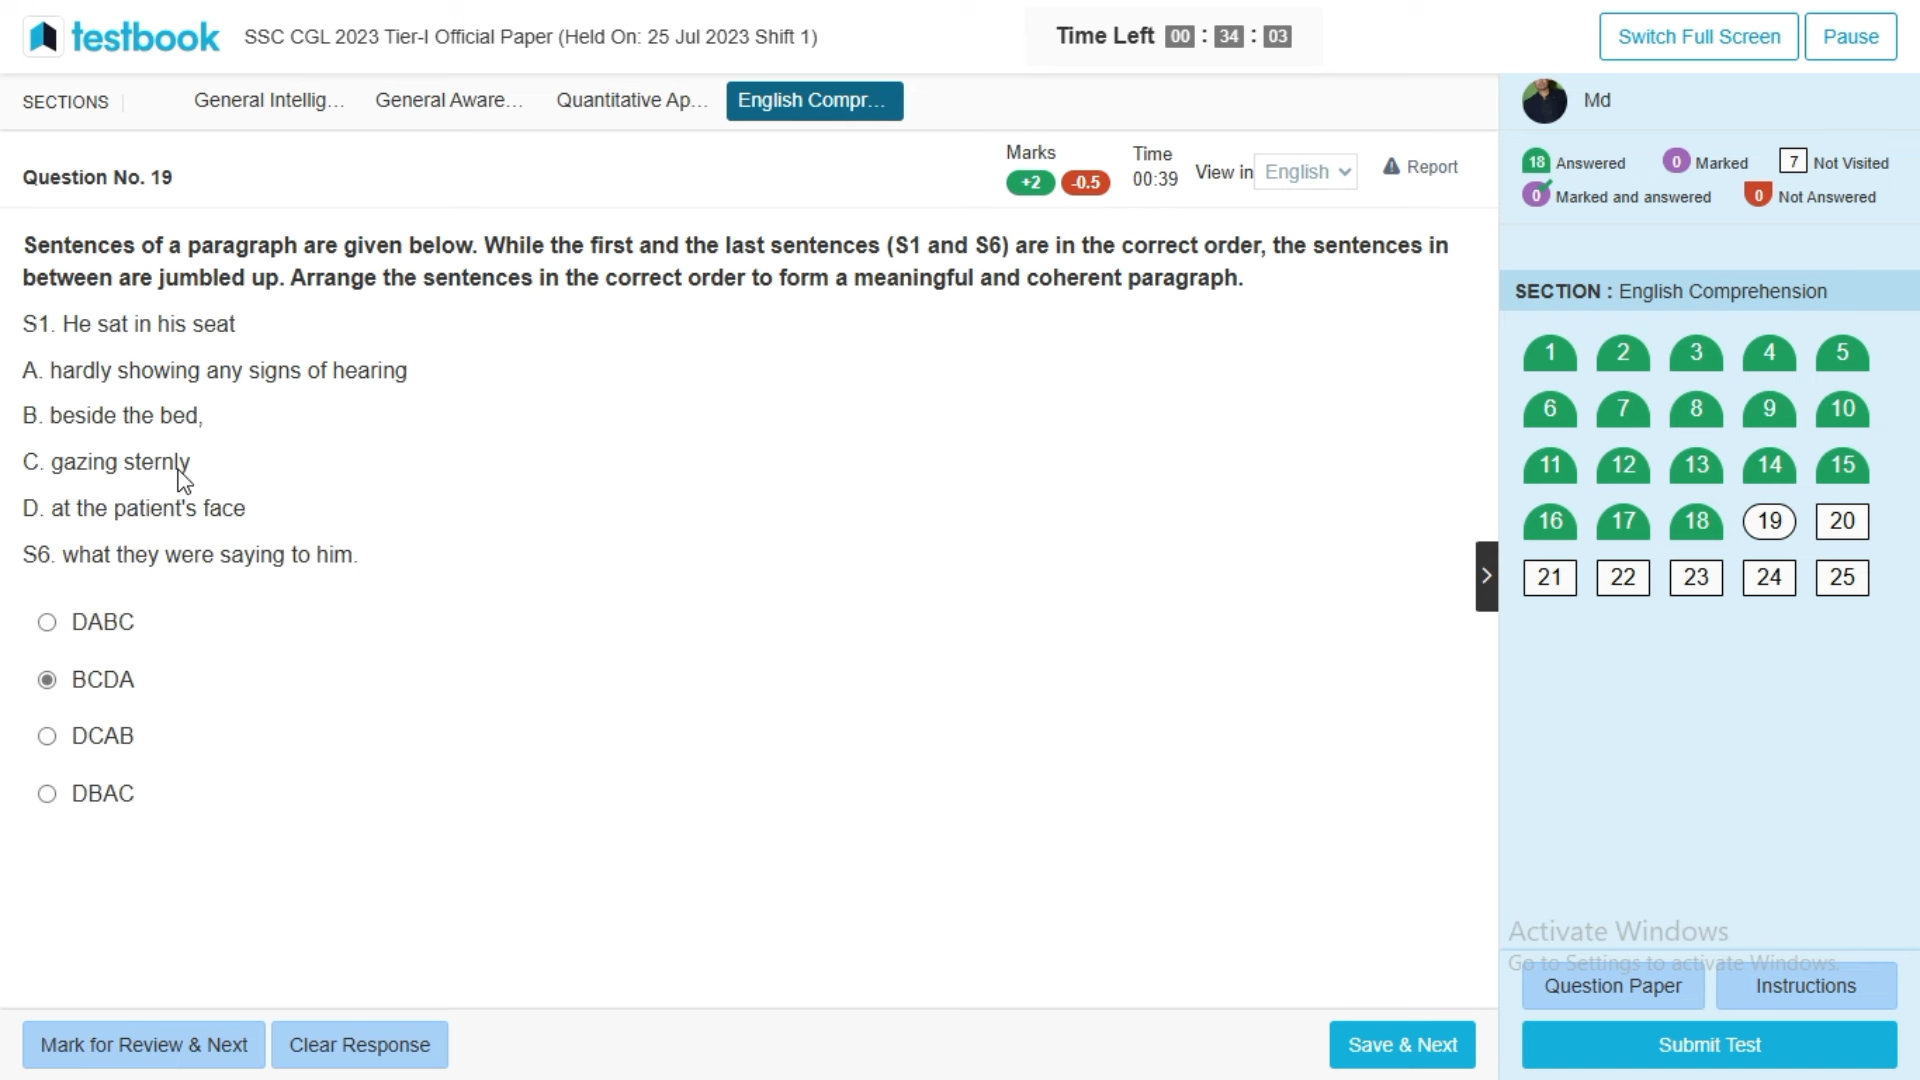 testbook SSC CGL 2023 Tier-I Official Paper (Held On: 25 Jul 2023 Shift 1) Time Left 00 : 34 : 03 Switch Full Screen Pause
SECTIONS General Intellig... General Aware... Quantitative Ap... English Compr... Md
Question No. 19 Marks +2 -0.5 Time 00:39 View in English Report
18 Answered 0 Marked 7 Not Visited
0 Marked and answered 0 Not Answered
Sentences of a paragraph are given below. While the first and the last sentences (S1 and S6) are in the correct order, the sentences in
between are jumbled up. Arrange the sentences in the correct order to form a meaningful and coherent paragraph.
S1. He sat in his seat
A. hardly showing any signs of hearing
B. beside the bed,
C. gazing sternly
D. at the patient's face
S6. what they were saying to him.
DABC
BCDA
DCAB
DBAC
SECTION : English Comprehension
1 2 3 4 5
6 7 8 9 10
11 12 13 14 15
16 17 18 19 20
21 22 23 24 25
>
Activate Windows
Go to Settings to activate Windows.
Question Paper Instructions
Mark for Review & Next Clear Response Save & Next Submit Test